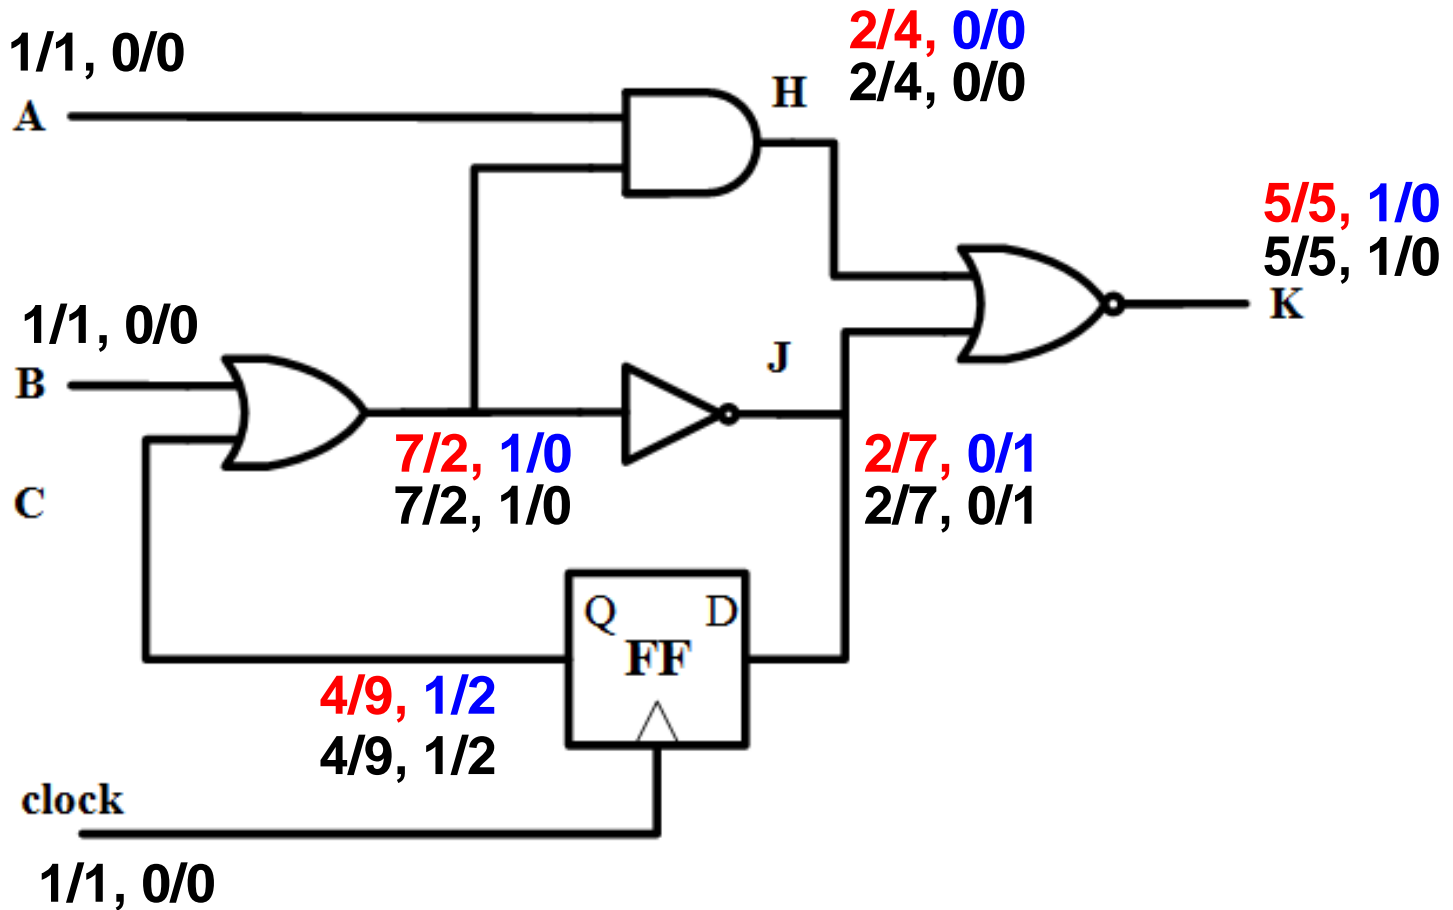 1/1, 0/0
A
H
2/4, 0/0
2/4, 0/0
5/5, 1/0
5/5, 1/0
K
1/1, 0/0
B
J
7/2, 1/0
7/2, 1/0
2/7, 0/1
2/7, 0/1
C
Q D
FF
4/9, 1/2
4/9, 1/2
clock
1/1, 0/0